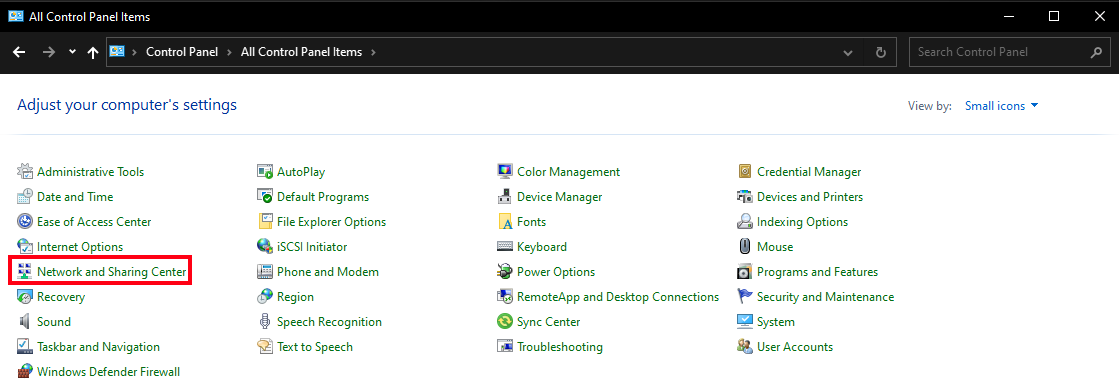 All Control Panel Items
Control Panel > All Control Panel Items >
Search Control Panel
Adjust your computer's settings
View by: Small icons
Administrative Tools AutoPlay Color Management Credential Manager
Date and Time Default Programs Device Manager Devices and Printers
Ease of Access Center File Explorer Options Fonts Indexing Options
Internet Options iSCSI Initiator Keyboard Mouse
Network and Sharing Center Phone and Modem Power Options Programs and Features
Recovery Region RemoteApp and Desktop Connections Security and Maintenance
Sound Speech Recognition Sync Center System
Taskbar and Navigation Text to Speech Troubleshooting User Accounts
Windows Defender Firewall